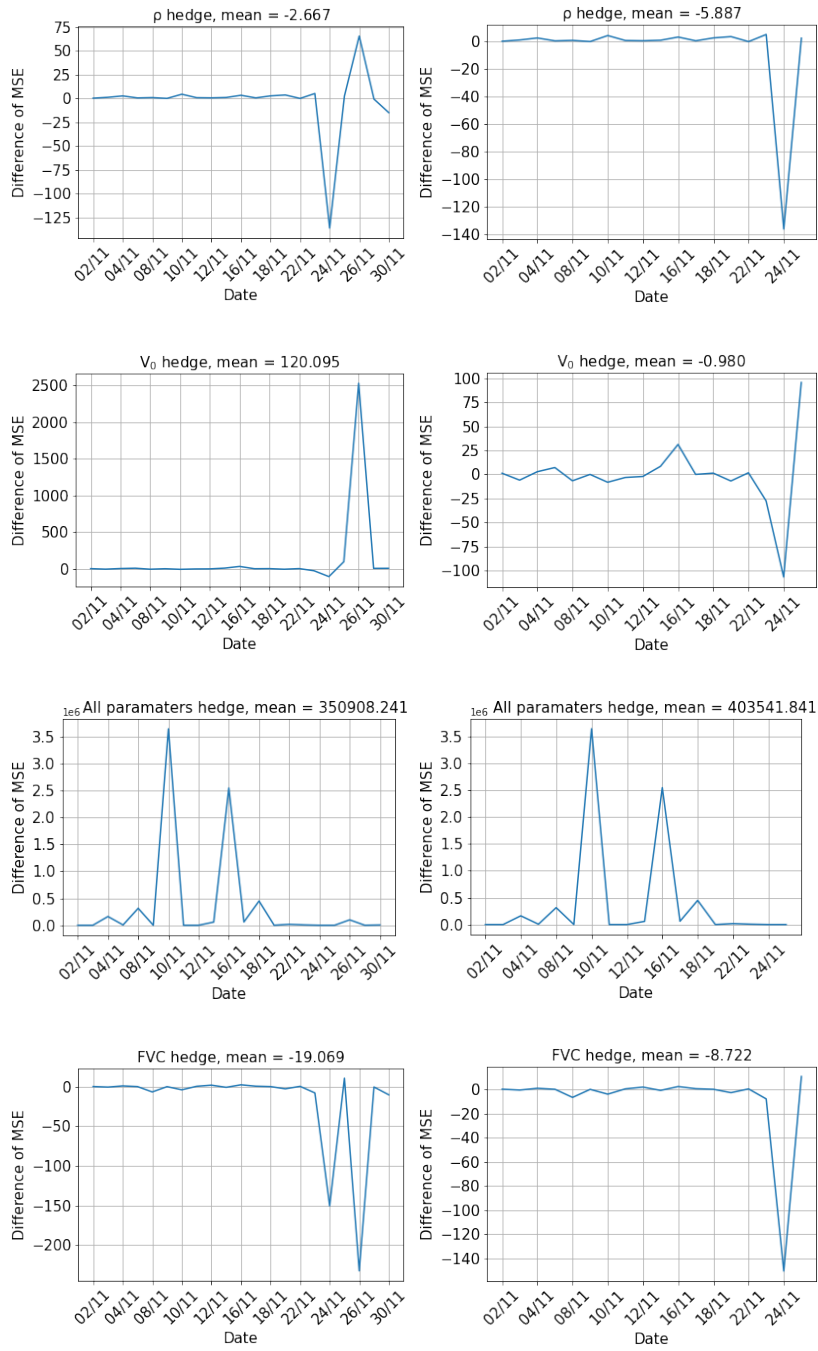 ρ hedge, mean = -2.667
Difference of MSE
75
50
25
0
−25
−50
−75
−100
−125
02/11 04/11 08/11 10/11 12/11 16/11 18/11 22/11 24/11 26/11 30/11
Date
ρ hedge, mean = -5.887
Difference of MSE
0
−20
−40
−60
−80
−100
−120
−140
02/11 04/11 08/11 10/11 12/11 16/11 18/11 22/11 24/11
Date
V₀ hedge, mean = 120.095
Difference of MSE
2500
2000
1500
1000
500
0
02/11 04/11 08/11 10/11 12/11 16/11 18/11 22/11 24/11 26/11 30/11
Date
V₀ hedge, mean = -0.980
Difference of MSE
100
75
50
25
0
−25
−50
−75
−100
02/11 04/11 08/11 10/11 12/11 16/11 18/11 22/11 24/11
Date
1e6 All paramaters hedge, mean = 350908.241
Difference of MSE
3.5
3.0
2.5
2.0
1.5
1.0
0.5
0.0
02/11 04/11 08/11 10/11 12/11 16/11 18/11 22/11 24/11 26/11 30/11
Date
1e6 All paramaters hedge, mean = 403541.841
Difference of MSE
3.5
3.0
2.5
2.0
1.5
1.0
0.5
0.0
02/11 04/11 08/11 10/11 12/11 16/11 18/11 22/11 24/11
Date
FVC hedge, mean = -19.069
Difference of MSE
0
−50
−100
−150
−200
02/11 04/11 08/11 10/11 12/11 16/11 18/11 22/11 24/11 26/11 30/11
Date
FVC hedge, mean = -8.722
Difference of MSE
0
−20
−40
−60
−80
−100
−120
−140
02/11 04/11 08/11 10/11 12/11 16/11 18/11 22/11 24/11
Date